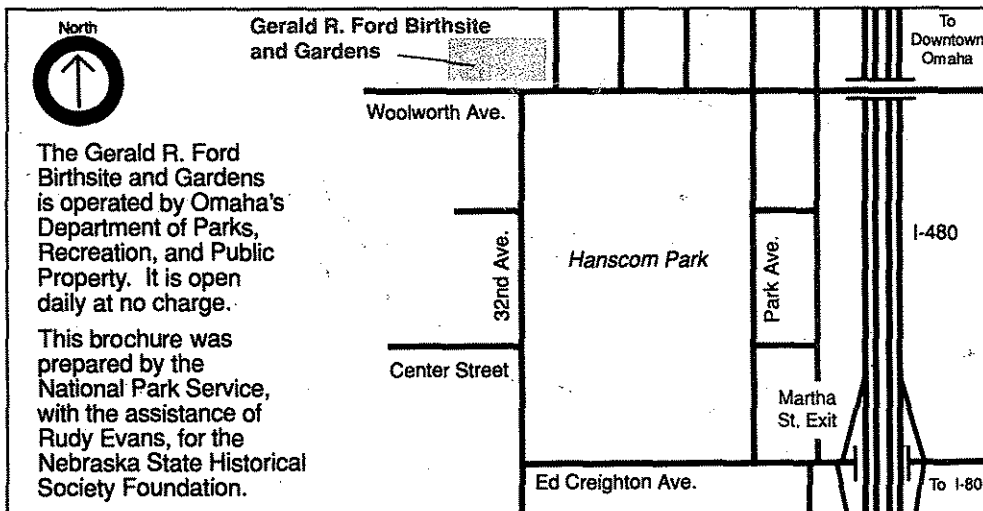 North
Gerald R. Ford Birthsite
and Gardens
To
Downtown
Omaha
Woolworth Ave.
The Gerald R. Ford
Birthsite and Gardens
is operated by Omaha's
Department of Parks,
Recreation, and Public
Property. It is open
daily at no charge.
This brochure was
prepared by the
National Park Service,
with the assistance of
Rudy Evans, for the
Nebraska State Historical
Society Foundation.
32nd Ave.
Hanscom Park
Park Ave.
I-480
Center Street
Martha
St. Exit
Ed Creighton Ave.
To I-80